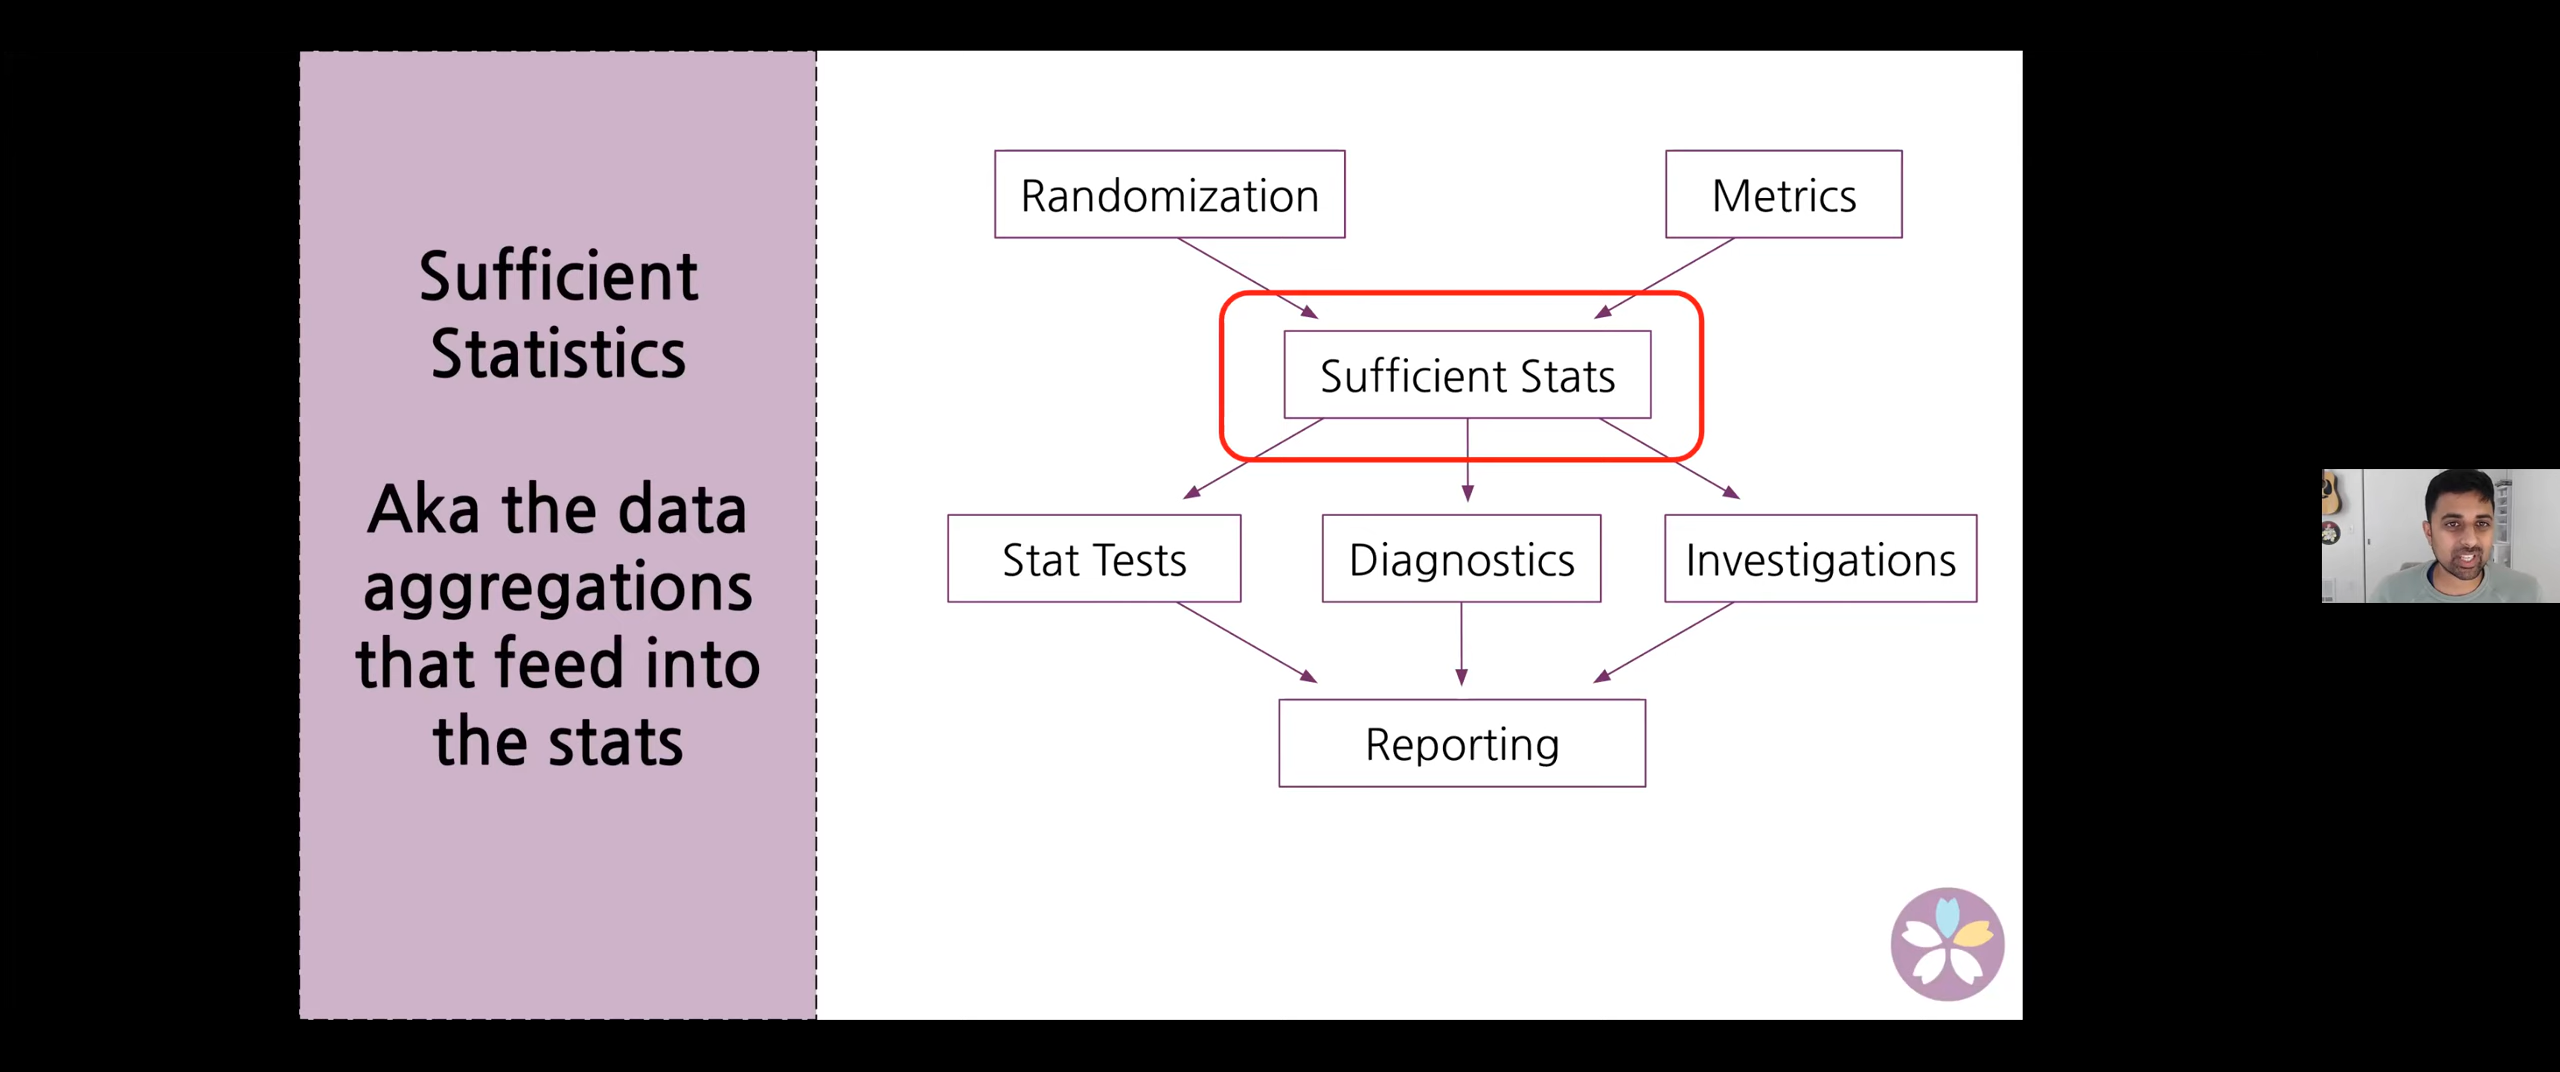 Sufficient
Statistics
Aka the data
aggregations
that feed into
the stats
Randomization
Metrics
Sufficient Stats
Stat Tests
Diagnostics
Investigations
Reporting